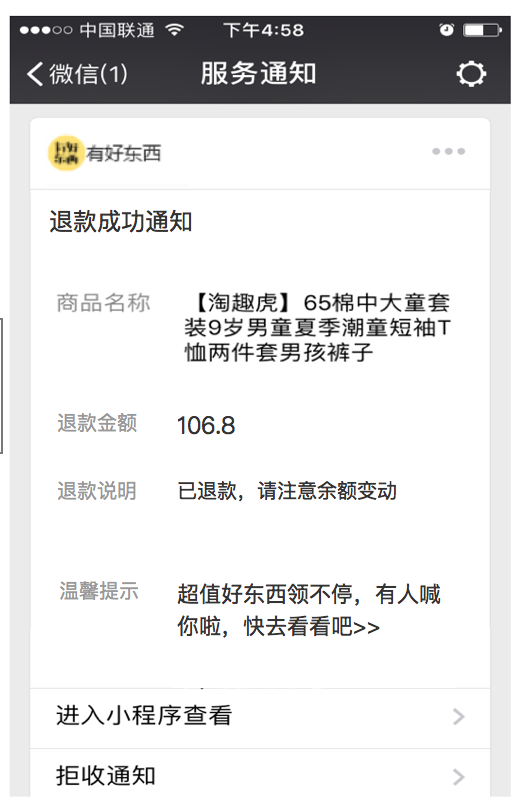 中国联通 下午4:58
微信(1) 服务通知
有好东西
有好东西
退款成功通知
商品名称 【淘趣虎】65棉中大童套
装9岁男童夏季潮童短袖T
恤两件套男孩裤子
退款金额 106.8
退款说明 已退款，请注意余额变动
温馨提示 超值好东西领不停，有人喊
你啦，快去看看吧>>
进入小程序查看
拒收通知